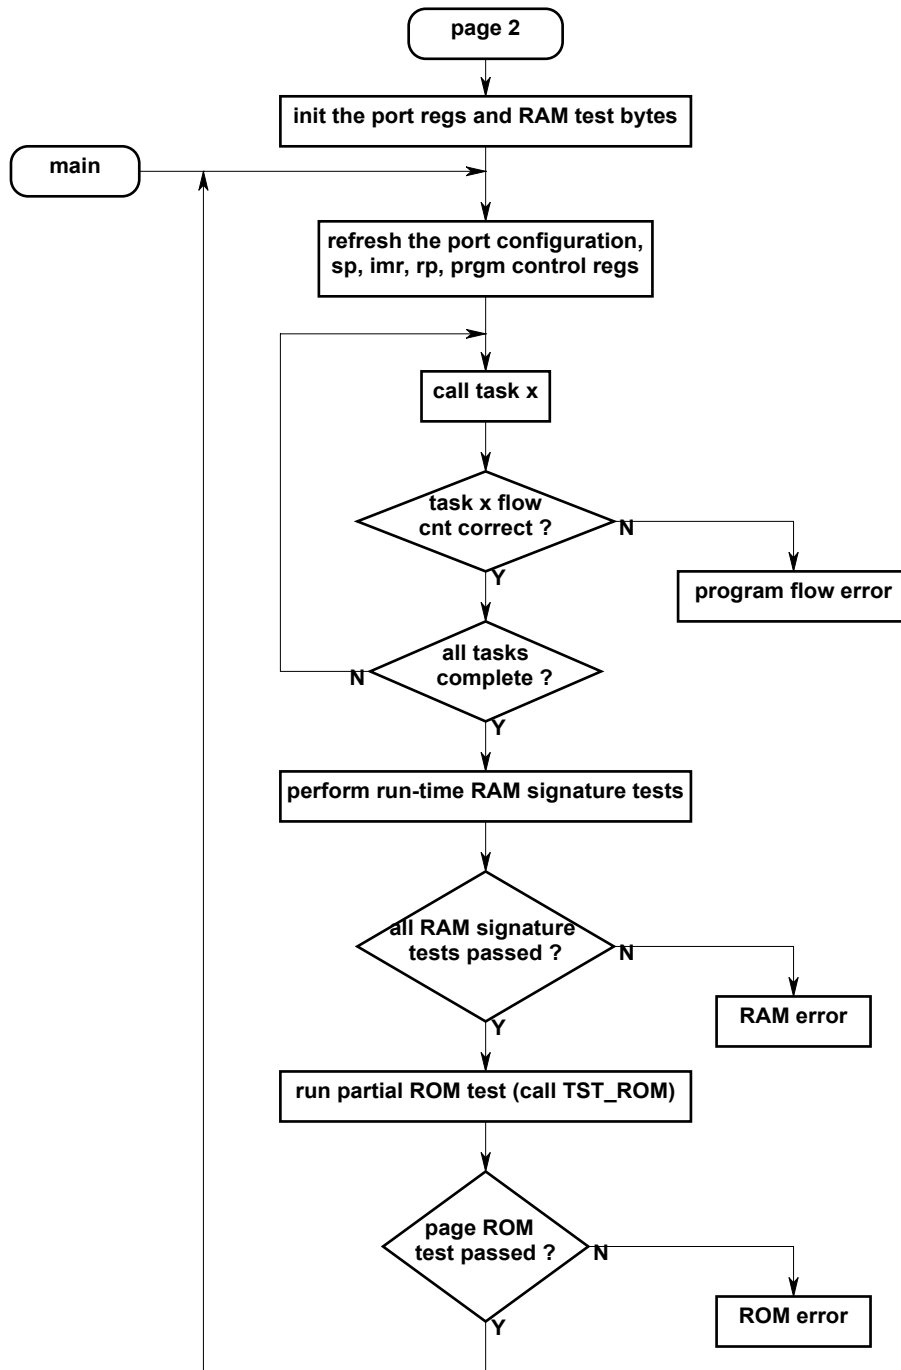 page 2
init the port regs and RAM test bytes
main
refresh the port configuration,
sp, imr, rp, prgm control regs
call task x
task x flow
cnt correct ?
N
Y
program flow error
all tasks
complete ?
N
Y
perform run-time RAM signature tests
all RAM signature
tests passed ?
N
Y
RAM error
run partial ROM test (call TST_ROM)
page ROM
test passed ?
N
Y
ROM error